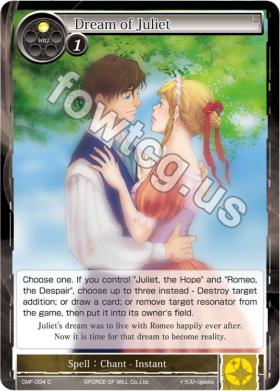 Dream of Juliet
WILL
1
fowtcg.us
Choose one. If you control "Juliet, the Hope" and "Romeo,
the Despair", choose up to three instead - Destroy target
addition; or draw a card; or remove target resonator from
the game, then put it into its owner's field.
Juliet's dream was to live with Romeo happily ever after.
Now it is time for that dream to become reality.
Spell : Chant - Instant
CMF-004 C
©FORCE OF WILL Co.,Ltd.